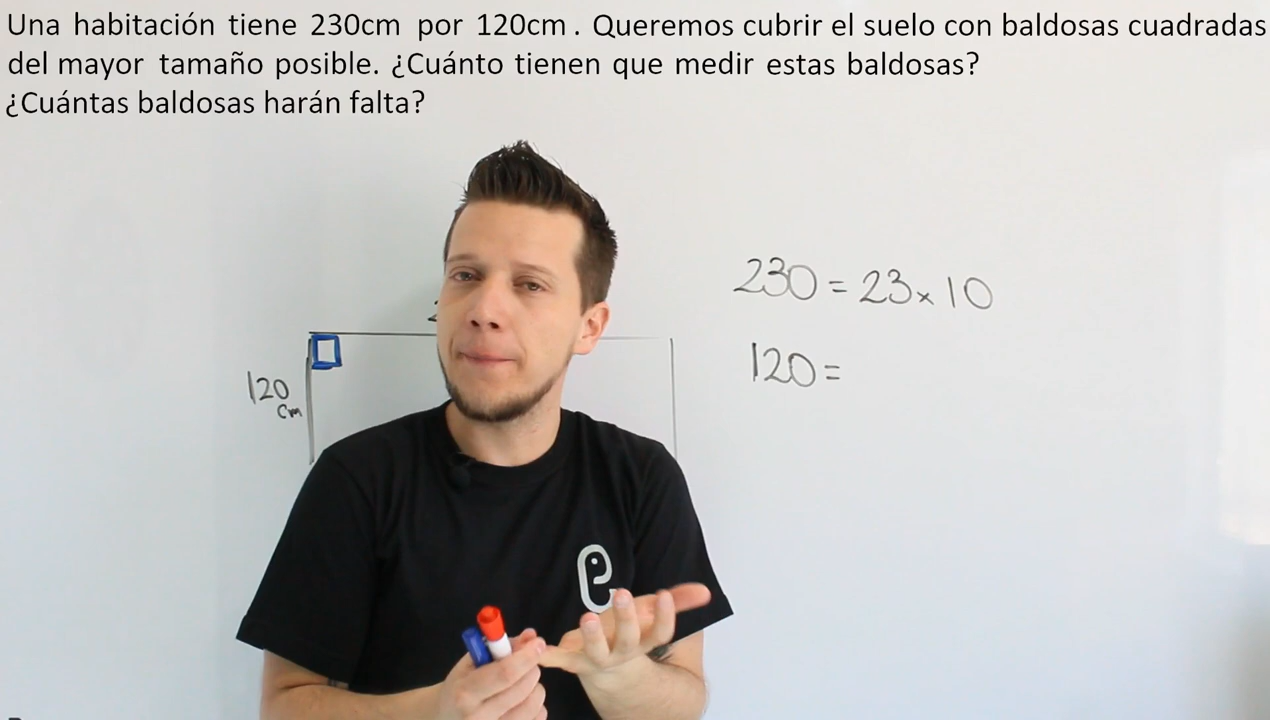 Una habitación tiene 230cm por 120cm. Queremos cubrir el suelo con baldosas cuadradas
del mayor tamaño posible. ¿Cuánto tienen que medir estas baldosas?
¿Cuántas baldosas harán falta?
230 = 23 x 10
120 =
120
cm